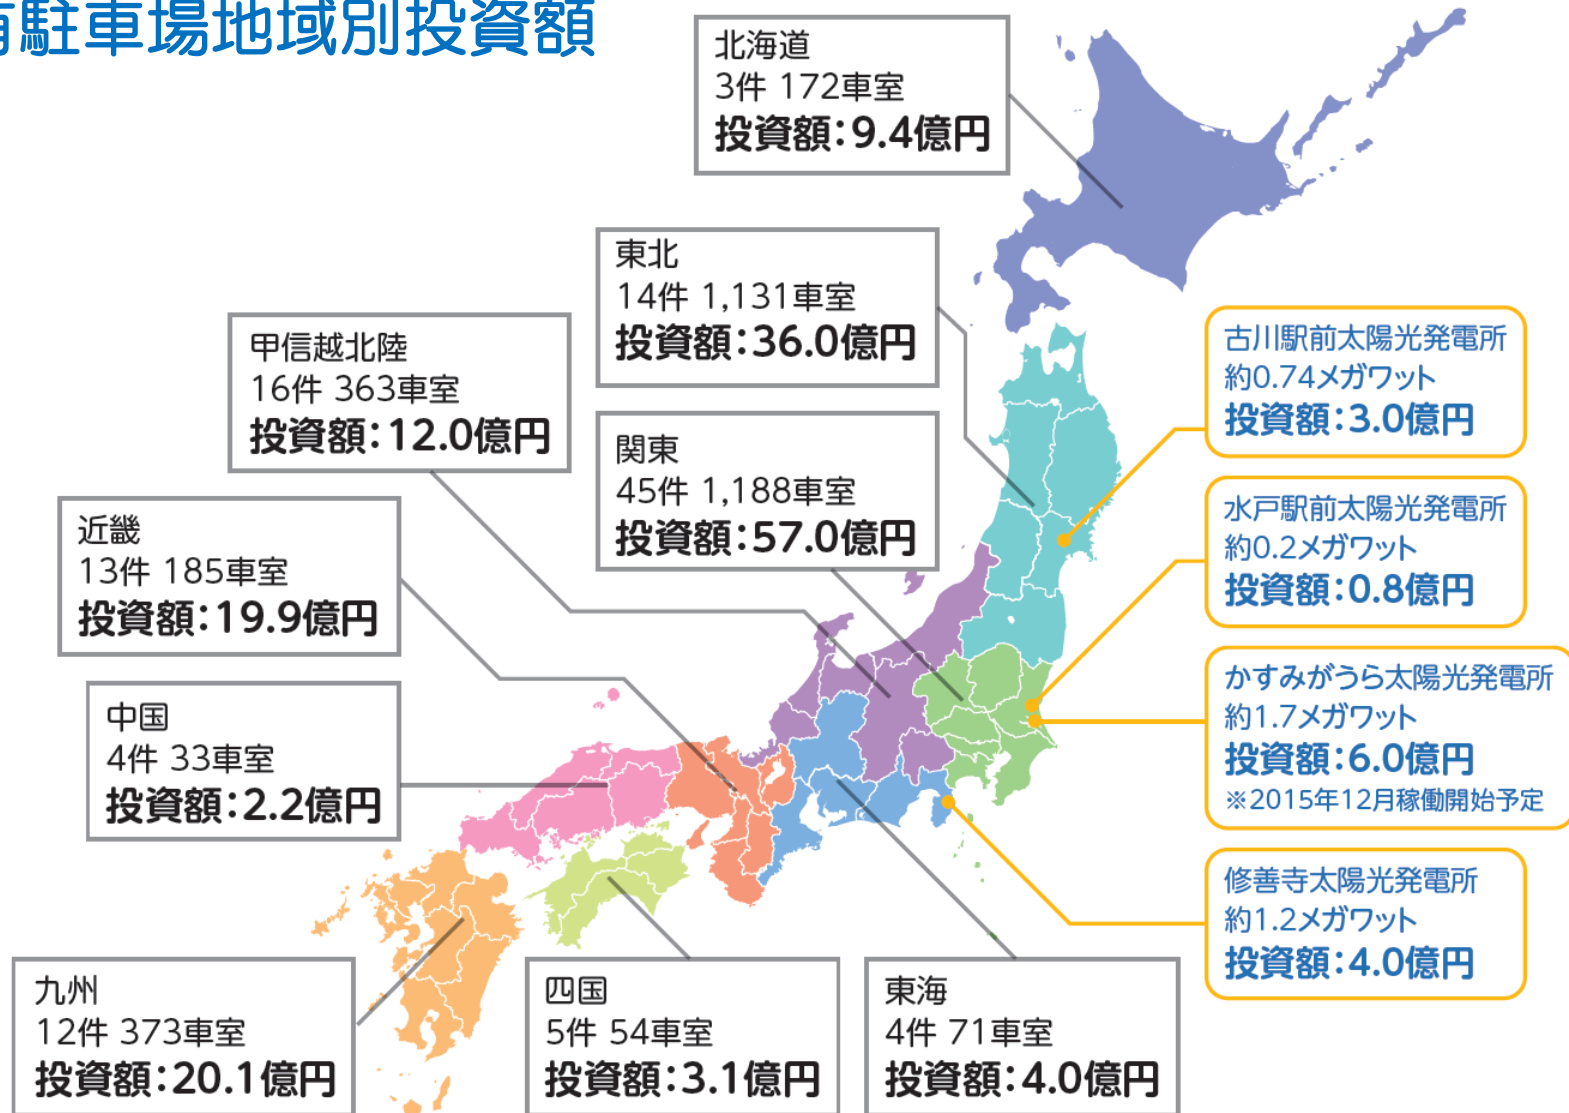 有駐車場地域別投資額
北海道
3件 172車室
投資額：9.4億円
東北
14件 1,131車室
投資額：36.0億円
甲信越北陸
16件 363車室
投資額：12.0億円
関東
45件 1,188車室
投資額：57.0億円
近畿
13件 185車室
投資額：19.9億円
中国
4件 33車室
投資額：2.2億円
九州
12件 373車室
投資額：20.1億円
四国
5件 54車室
投資額：3.1億円
東海
4件 71車室
投資額：4.0億円
古川駅前太陽光発電所
約0.74メガワット
投資額：3.0億円
水戸駅前太陽光発電所
約0.2メガワット
投資額：0.8億円
かすみがうら太陽光発電所
約1.7メガワット
投資額：6.0億円
※2015年12月稼働開始予定
修善寺太陽光発電所
約1.2メガワット
投資額：4.0億円